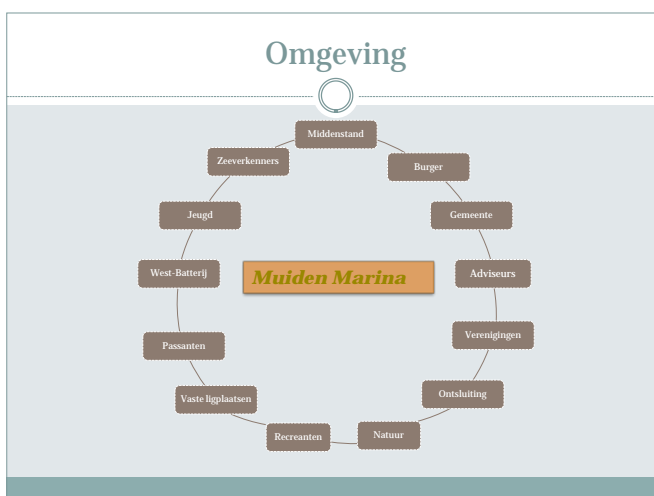 Omgeving
Middenstand
Burger
Gemeente
Adviseurs
Verenigingen
Ontsluiting
Natuur
Recreanten
Vaste ligplaatsen
Passanten
West-Batterij
Jeugd
Zeeverkenners
Muiden Marina